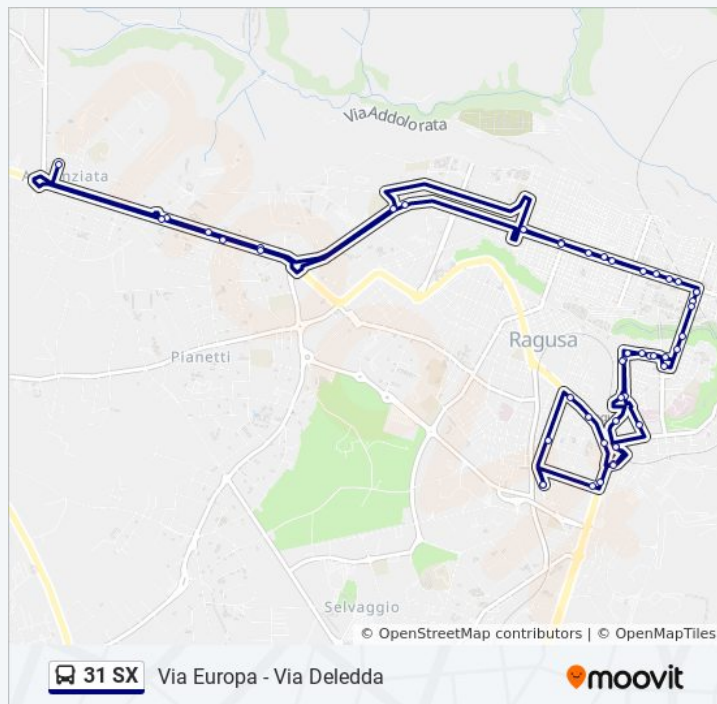 Via Addolorata
Ragusa
Pianetti
Selvaggio
© OpenStreetMap contributors | © OpenMapTiles
31 SX
Via Europa - Via Deledda
moovit